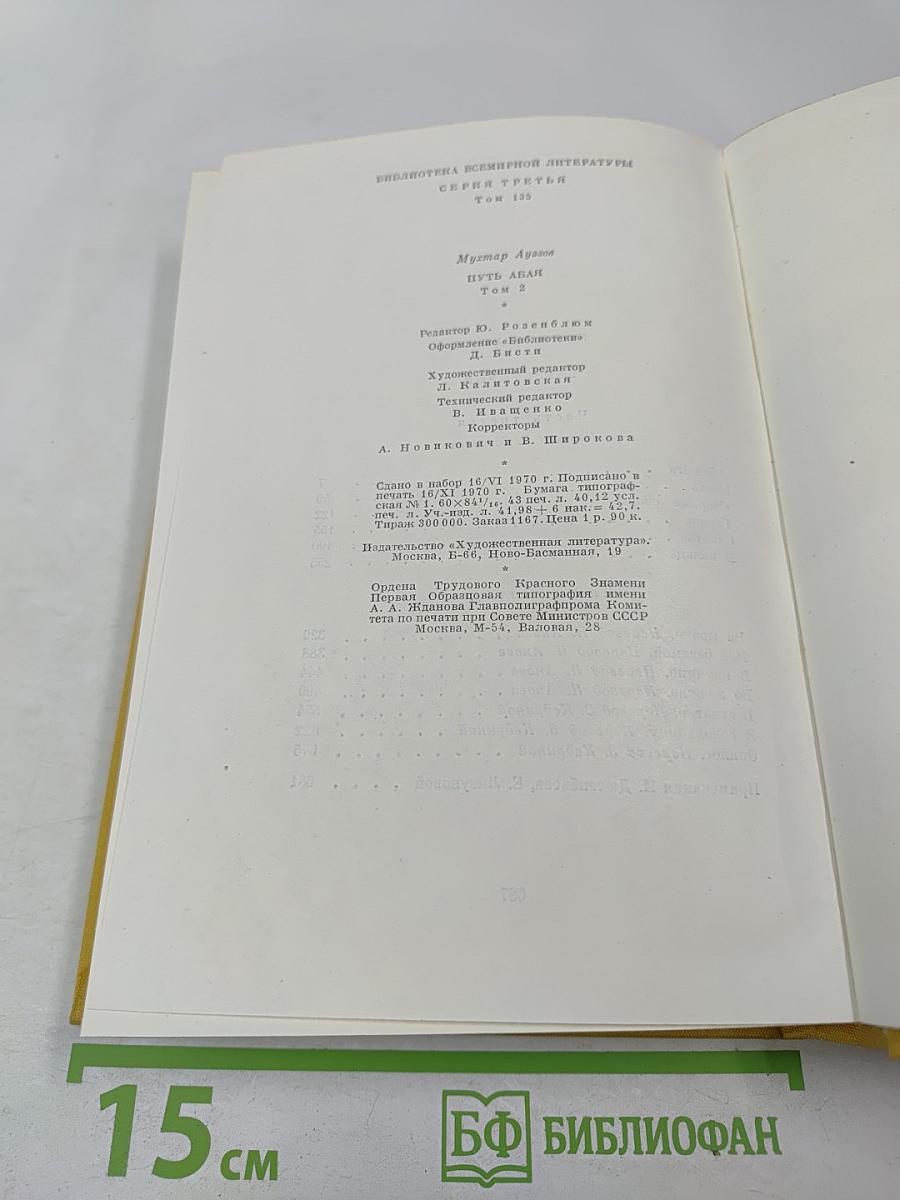 БИБЛИОТЕКА ВСЕМИРНОЙ ЛИТЕРАТУРЫ
СЕРИЯ ТРЕТЬЯ
Том 135
Мухтар Ауэзов
ПУТЬ АБАЯ
Том 2
*
Редактор Ю. Розенблюм
Оформление «Библиотеки»
Д. Бисти
Художественный редактор
Л. Калитовская
Технический редактор
В. Иващенко
Корректоры
А. Новикович и В. Широкова
*
Сдано в набор 16/VI 1970 г. Подписано в
печать 16/XI 1970 г. Бумага типограф-
ская № 1. 60×84¹/₁₆. 43 печ. л. 40,12 усл.
печ. л. Уч.-изд. л. 41,98 + 6 нак. = 42,7.
Тираж 300 000. Заказ 1167. Цена 1 р. 90 к.
Издательство «Художественная литература».
Москва, Б-66, Ново-Басманная, 19
*
Ордена Трудового Красного Знамени
Первая Образцовая типография имени
А. А. Жданова Главполиграфпрома Коми-
тета по печати при Совете Министров СССР
Москва, М-54, Валовая, 28
15 см
БФ БИБЛИОФАН